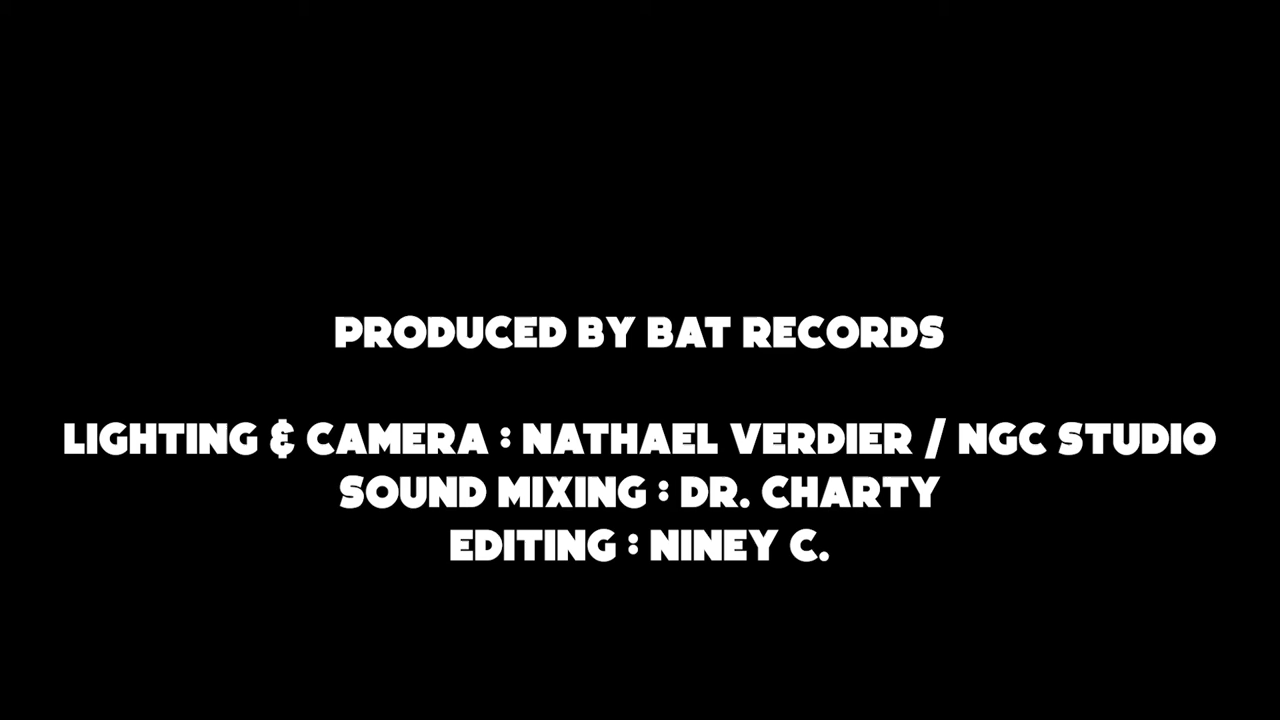 PRODUCED BY BAT RECORDS
LIGHTING & CAMERA : NATHAEL VERDIER / NGC STUDIO
SOUND MIXING : DR. CHARTY
EDITING : NINEY C.